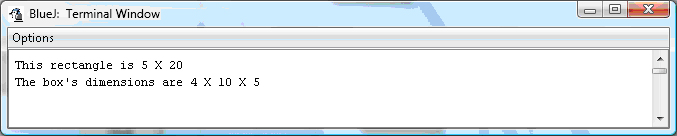 BlueJ: Terminal Window
Options
This rectangle is 5 X 20
The box's dimensions are 4 X 10 X 5